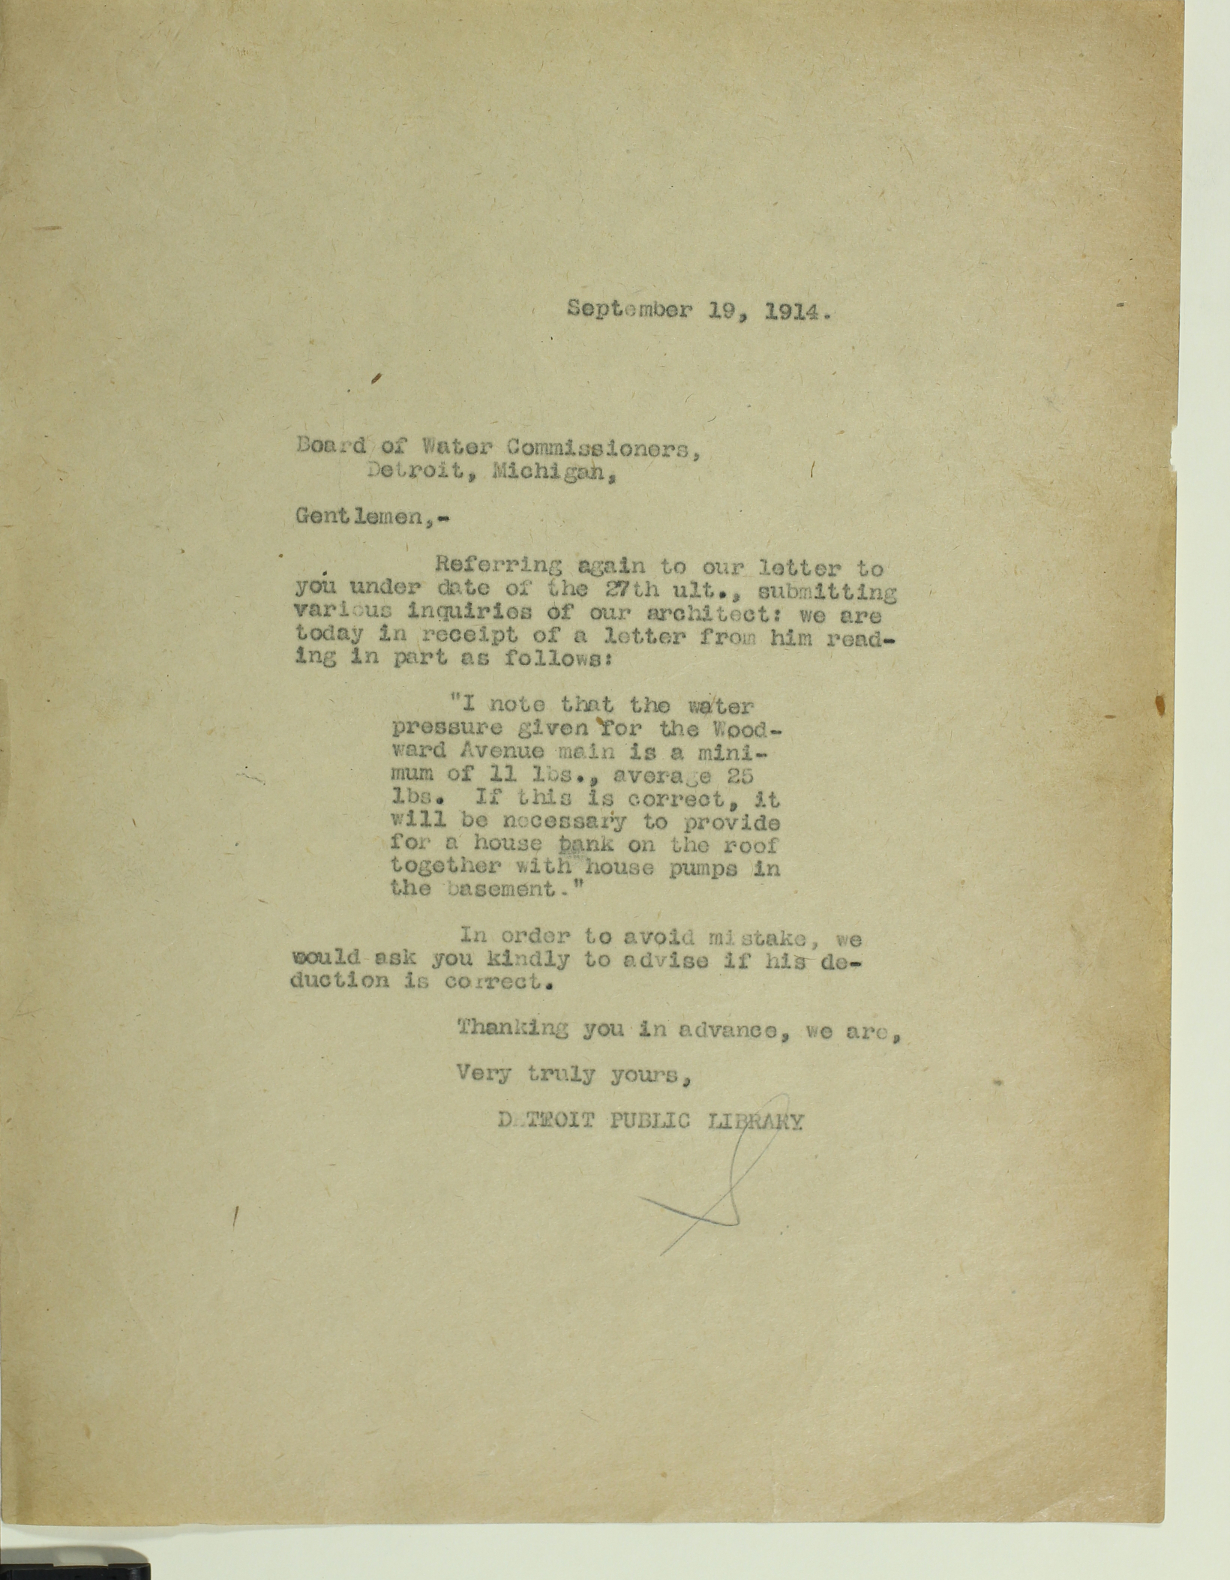 September 19, 1914.
Board of Water Commissioners,
Detroit, Michigan,
Gentlemen,-
Referring again to our letter to
you under date of the 27th ult., submitting
various inquiries of our architect: we are
today in receipt of a letter from him read-
ing in part as follows:
"I note that the water
pressure given for the Wood-
ward Avenue main is a mini-
mum of 11 lbs., average 25
lbs. If this is correct, it
will be necessary to provide
for a house tank on the roof
together with house pumps in
the basement."
In order to avoid mistake, we
would ask you kindly to advise if his de-
duction is correct.
Thanking you in advance, we are,
Very truly yours,
DETROIT PUBLIC LIBRARY